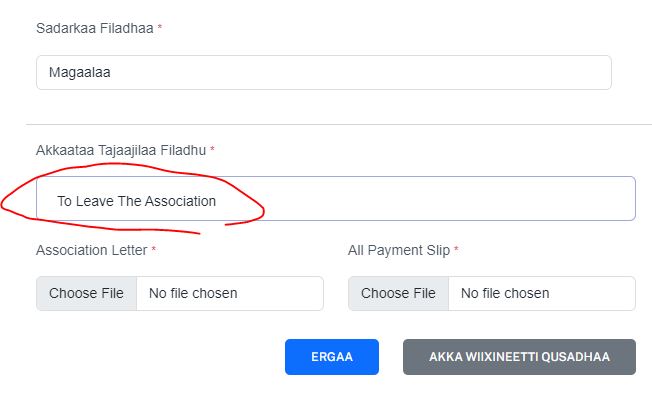 Sadarkaa Filadhaa *
Magaalaa
Akkaataa Tajaajilaa Filadhu *
To Leave The Association
Association Letter * All Payment Slip *
Choose File No file chosen Choose File No file chosen
ERGAA AKKA WIIXINEETTI QUSADHAA